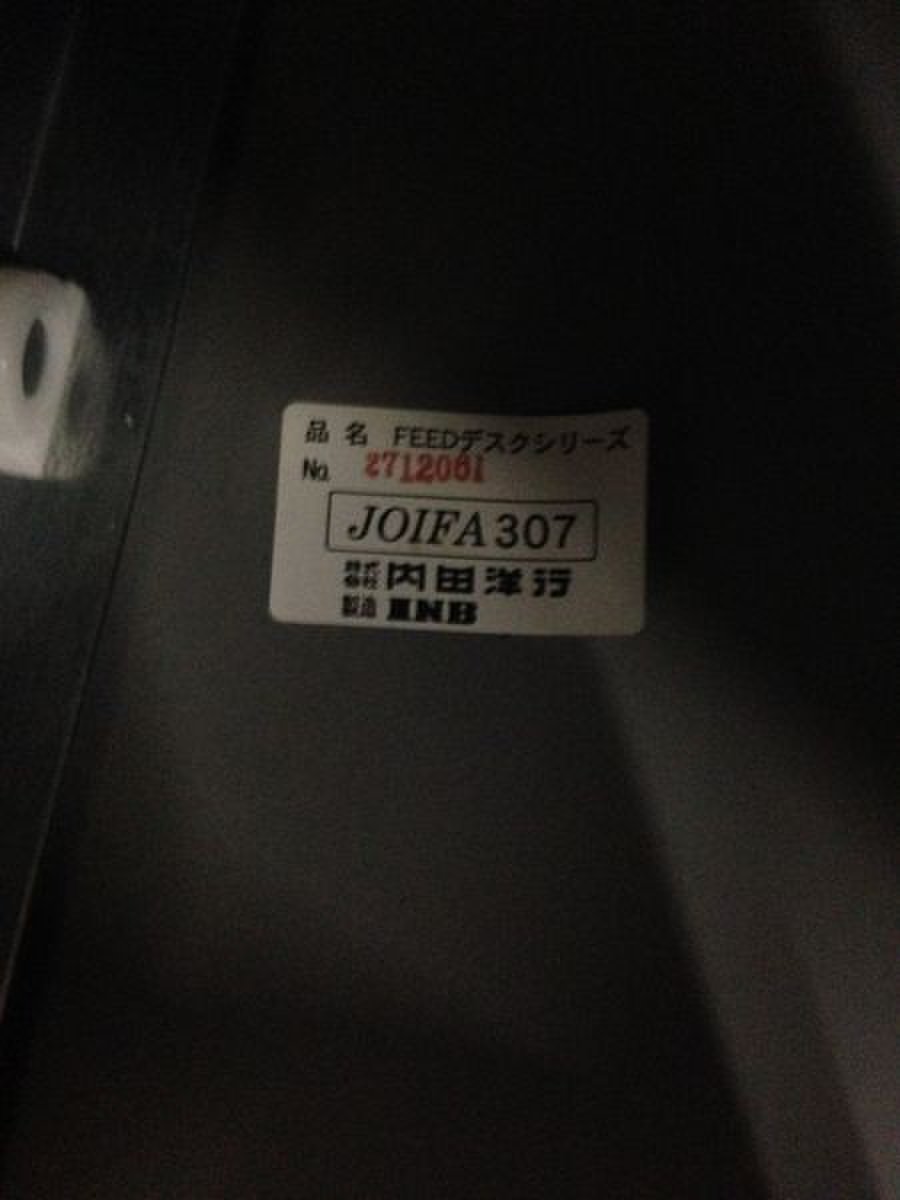 品 名 FEEDデスクシリーズ
No. 2712061
JOIFA 307
株式会社 内田洋行
製造 INB